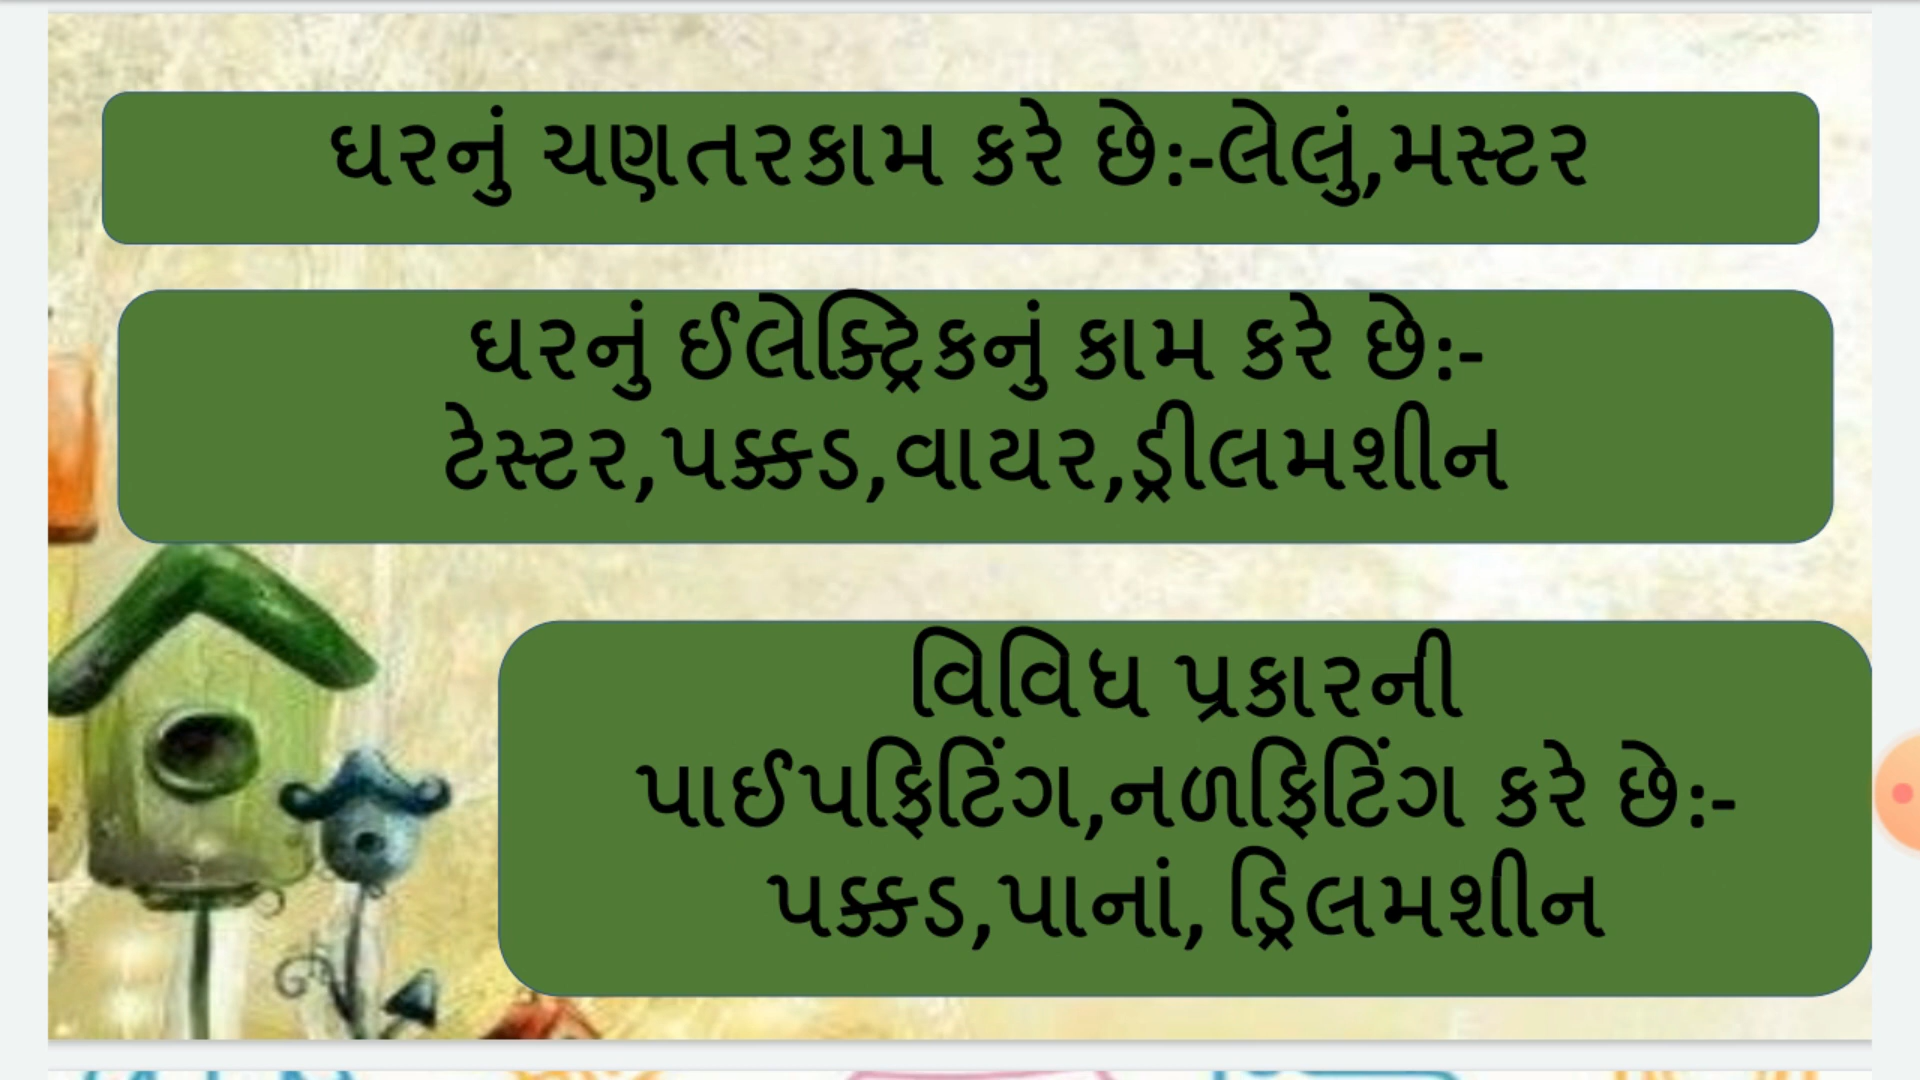 ઘરનું ચણતરકામ કરે છે:-લેલું,મસ્ટર
ઘરનું ઈલેક્ટ્રિકનું કામ કરે છે:-
ટેસ્ટર,પક્કડ,વાયર,ડ્રીલમશીન
વિવિધ પ્રકારની
પાઈપફિટિંગ,નળફિટિંગ કરે છે:-
પક્કડ,પાનાં, ડ્રિલમશીન